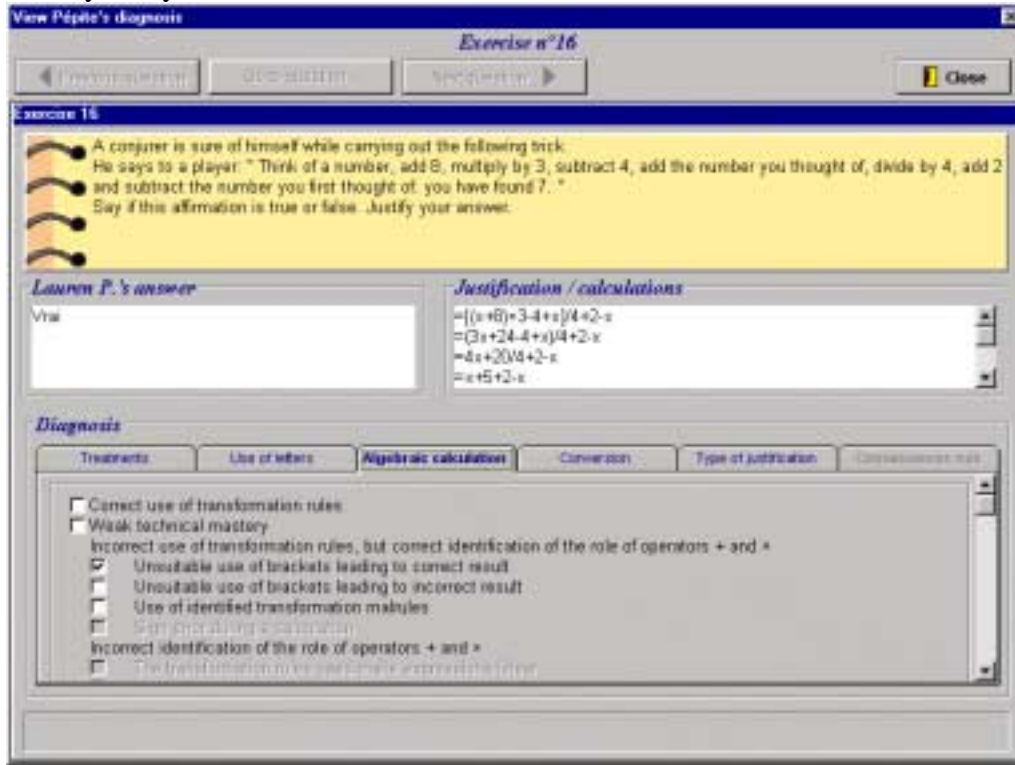 View Pépite's diagnosis
Exercise n°16
Close
Exercise 16
A conjurer is sure of himself while carrying out the following trick.
He says to a player: " Think of a number, add 8, multiply by 3, subtract 4, add the number you thought of, divide by 4, add 2
and subtract the number you first thought of: you have found 7. "
Say if this affirmation is true or false. Justify your answer.
Lauren P.'s answer
Justification / calculations
Vrai
=[(x+8)*3-4+x]/4+2-x
=(3x+24-4+x)/4+2-x
=4x+20/4+2-x
=x+5+2-x
Diagnosis
Treatments
Use of letters
Algebraic calculation
Conversion
Type of justification
Correct use of transformation rules
Weak technical mastery
Incorrect use of transformation rules, but correct identification of the role of operators + and ×
Unsuitable use of brackets leading to correct result
Unsuitable use of brackets leading to incorrect result
Use of identified transformation malrules
Incorrect identification of the role of operators + and ×